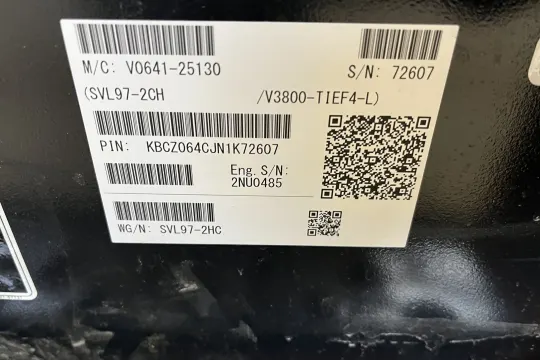 M/C: V0641-25130 S/N: 72607
(SVL97-2CH /V3800-TIEF4-L)
PIN: KBCZ064CJN1K72607
Eng.S/N:
2NU0485
WG/N: SVL97-2HC